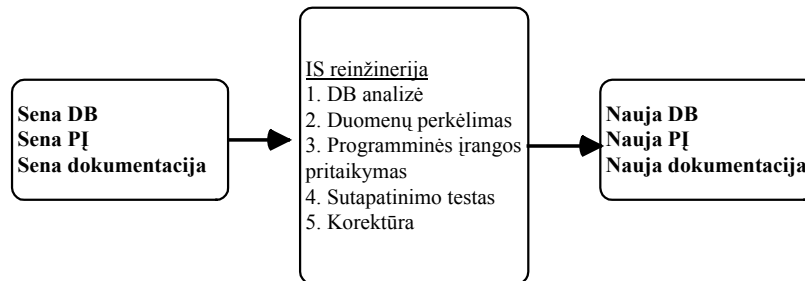 Sena DB
Sena PĮ
Sena dokumentacija
IS reinžinerija
1. DB analizė
2. Duomenų perkėlimas
3. Programminės įrangos
pritaikymas
4. Sutapatinimo testas
5. Korektūra
Nauja DB
Nauja PĮ
Nauja dokumentacija